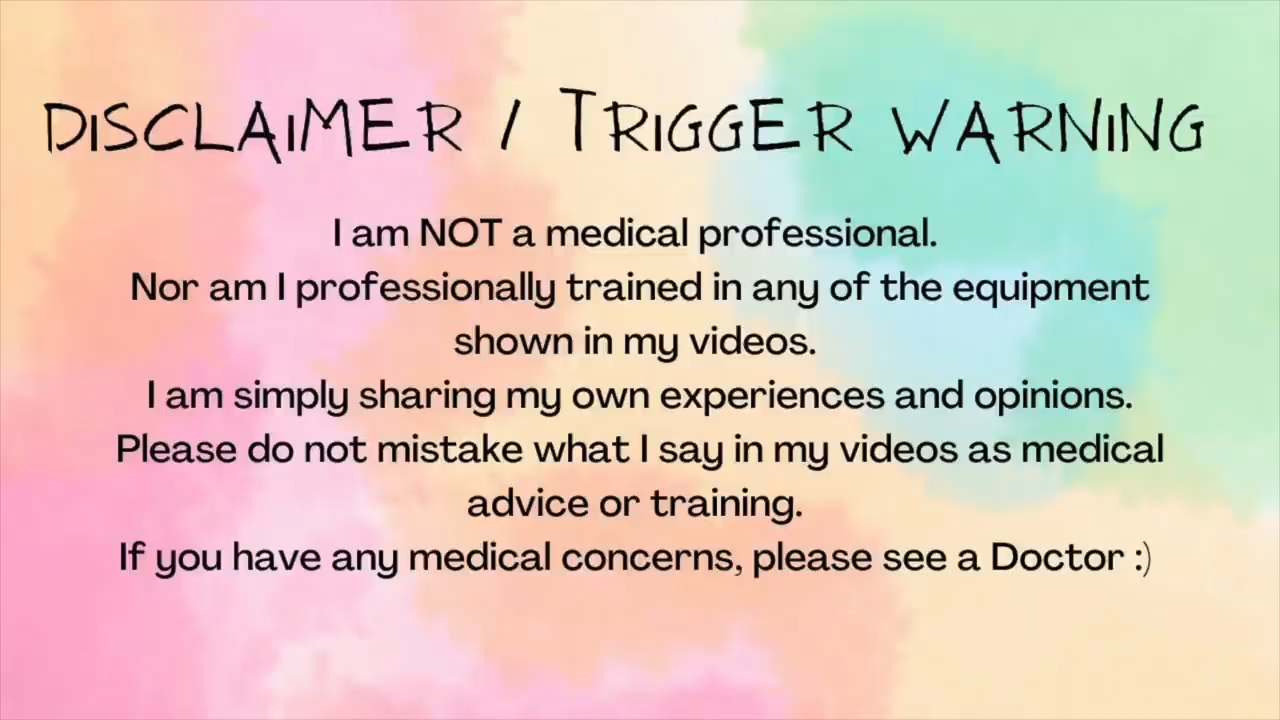 DISCLAIMER / TRIGGER WARNING
I am NOT a medical professional.
Nor am I professionally trained in any of the equipment
shown in my videos.
I am simply sharing my own experiences and opinions.
Please do not mistake what I say in my videos as medical
advice or training.
If you have any medical concerns, please see a Doctor :)